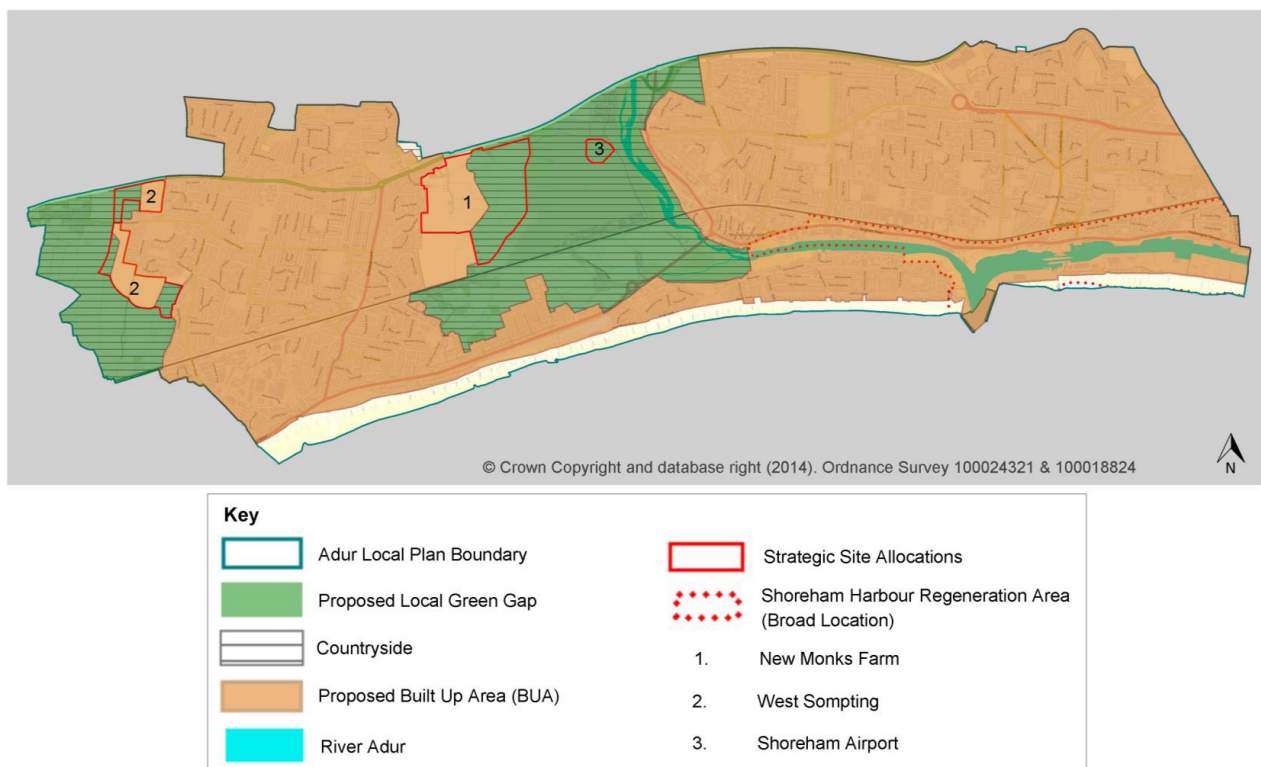 2
1
3
2
© Crown Copyright and database right (2014). Ordnance Survey 100024321 & 100018824
N
Key
Adur Local Plan Boundary
Proposed Local Green Gap
Countryside
Proposed Built Up Area (BUA)
River Adur
Strategic Site Allocations
Shoreham Harbour Regeneration Area
(Broad Location)
1. New Monks Farm
2. West Sompting
3. Shoreham Airport